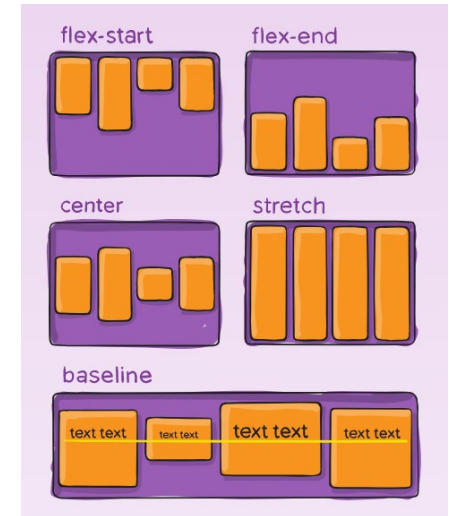 flex-start
flex-end
center
stretch
baseline
text text
text text
text text
text text